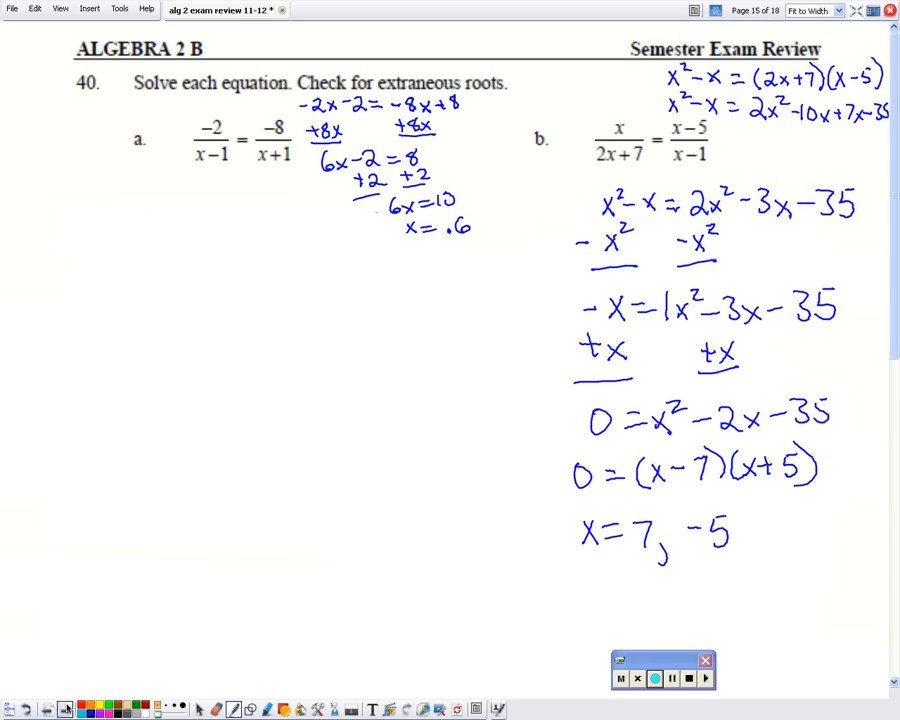 File Edit View Insert Format Tools Help
alg 2 exam review 11-12 *
Page 15 of 18
Fit to Width
ALGEBRA 2 B Semester Exam Review
40. Solve each equation. Check for extraneous roots.
a. -2/(x-1) = -8/(x+1)
-2x-2 = -8x+8
+8x +8x
6x-2 = 8
+2 +2
6x = 10
x = .6
b. x/(2x+7) = (x-5)/(x-1)
x²-x = (2x+7)(x-5)
x²-x = 2x²-10x+7x-35
x²-x = 2x²-3x-35
-x² -x²
-x = 1x²-3x-35
+x +x
0 = x²-2x-35
0 = (x-7)(x+5)
x = 7, -5
M
T